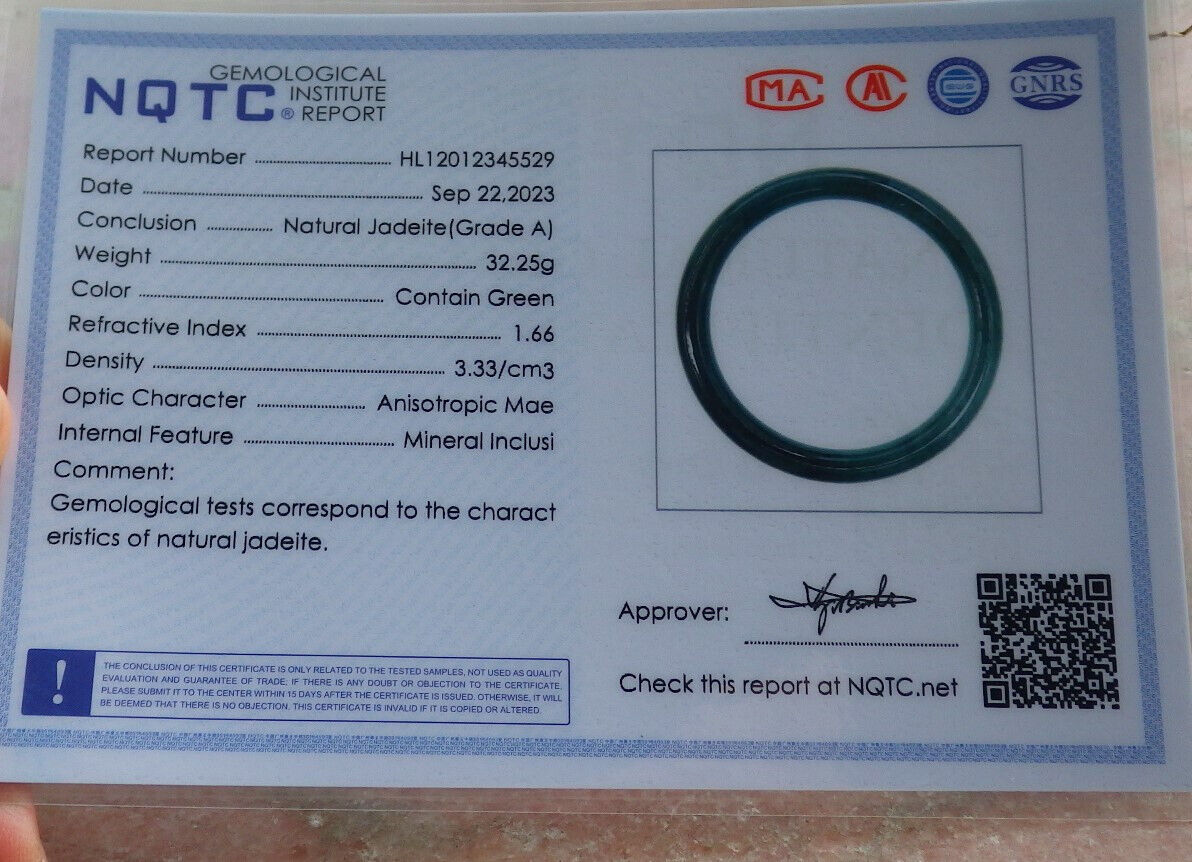 NQTC® GEMOLOGICAL INSTITUTE REPORT
MA
AL
GNRS
Report Number HL12012345529
Date Sep 22,2023
Conclusion Natural Jadeite(Grade A)
Weight 32.25g
Color Contain Green
Refractive Index 1.66
Density 3.33/cm3
Optic Character Anisotropic Mae
Internal Feature Mineral Inclusi
Comment:
Gemological tests correspond to the charact
eristics of natural jadeite.
! THE CONCLUSION OF THIS CERTIFICATE IS ONLY RELATED TO THE TESTED SAMPLES, NOT USED AS QUALITY
EVALUATION AND GUARANTEE OF TRADE, IF THERE IS ANY DOUBT OR OBJECTION TO THE CERTIFICATE,
PLEASE SUBMIT IT TO THE CENTER WITHIN 15 DAYS AFTER THE CERTIFICATE IS ISSUED. OTHERWISE, IT WILL
BE DEEMED THAT THERE IS NO OBJECTION. THIS CERTIFICATE IS INVALID IF IT IS COPIED OR ALTERED.
Approver:
Check this report at NQTC.net